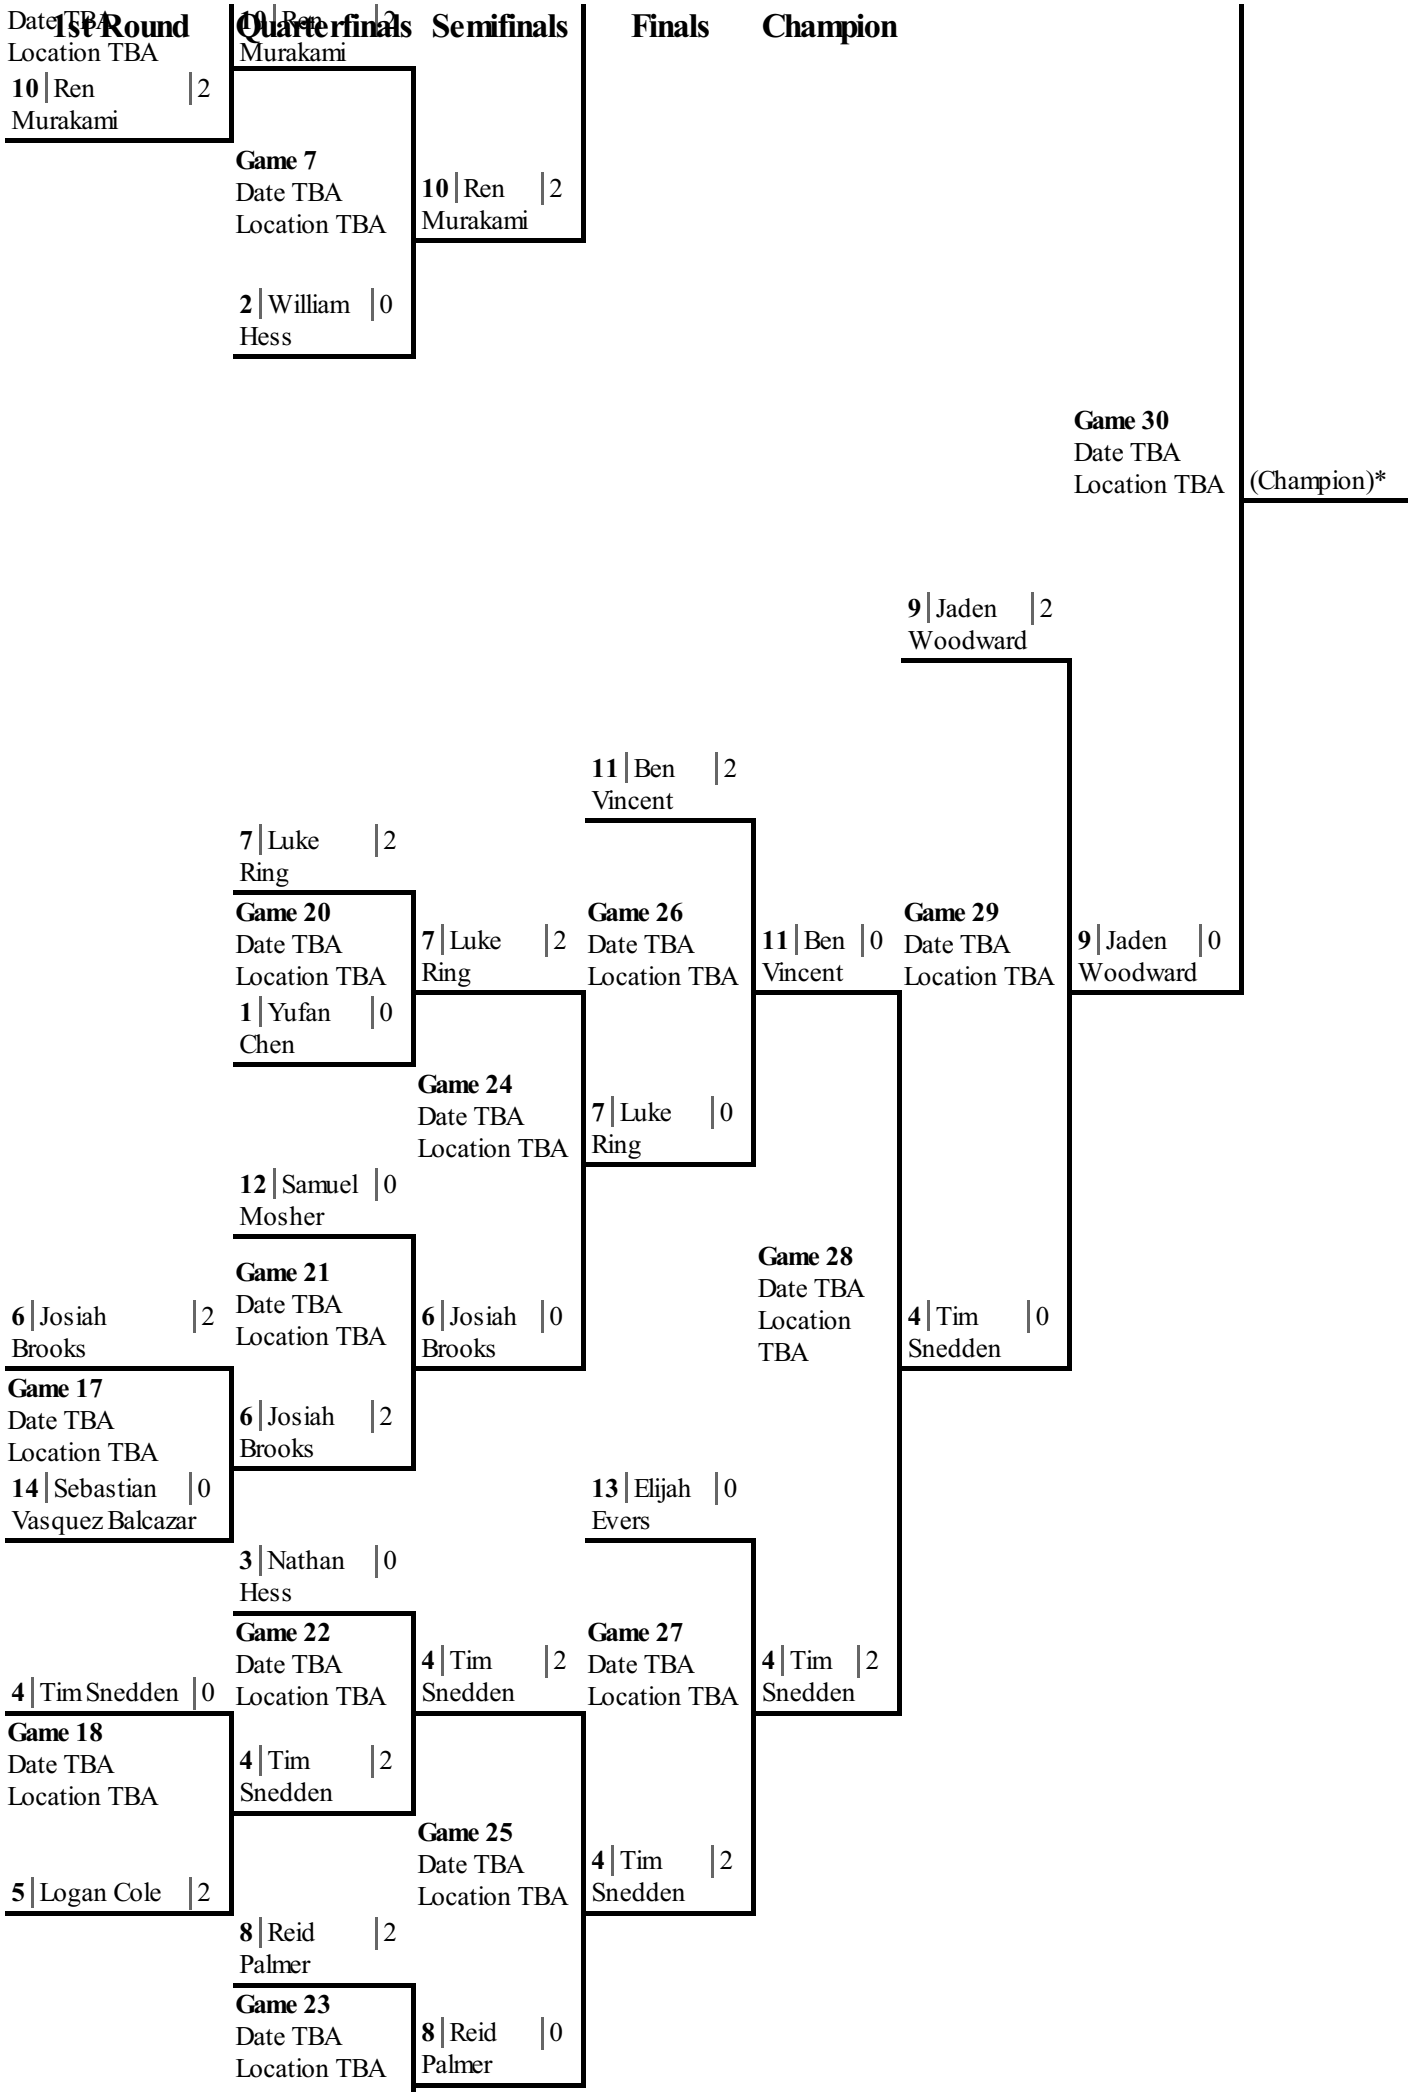 1st Round Quarterfinals Semifinals Finals Champion
Date TBA
Location TBA
10 Ren 2
Murakami
10 Ren 2
Murakami
Game 7
Date TBA
Location TBA
10 Ren 2
Murakami
2 William 0
Hess
Game 30
Date TBA
Location TBA
(Champion)*
9 Jaden 2
Woodward
11 Ben 2
Vincent
7 Luke 2
Ring
Game 20
Date TBA
Location TBA
7 Luke 2
Ring
Game 26
Date TBA
Location TBA
11 Ben 0
Vincent
Game 29
Date TBA
Location TBA
9 Jaden 0
Woodward
1 Yufan 0
Chen
Game 24
Date TBA
Location TBA
7 Luke 0
Ring
12 Samuel 0
Mosher
Game 21
Date TBA
Location TBA
Game 28
Date TBA
Location
TBA
6 Josiah 2
Brooks
6 Josiah 0
Brooks
4 Tim 0
Snedden
Game 17
Date TBA
Location TBA
6 Josiah 2
Brooks
14 Sebastian 0
Vasquez Balcazar
13 Elijah 0
Evers
3 Nathan 0
Hess
Game 22
Date TBA
Location TBA
4 Tim 2
Snedden
Game 27
Date TBA
Location TBA
4 Tim 2
Snedden
4 Tim Snedden 0
Game 18
Date TBA
Location TBA
4 Tim 2
Snedden
Game 25
Date TBA
Location TBA
4 Tim 2
Snedden
5 Logan Cole 2
8 Reid 2
Palmer
Game 23
Date TBA
Location TBA
8 Reid 0
Palmer